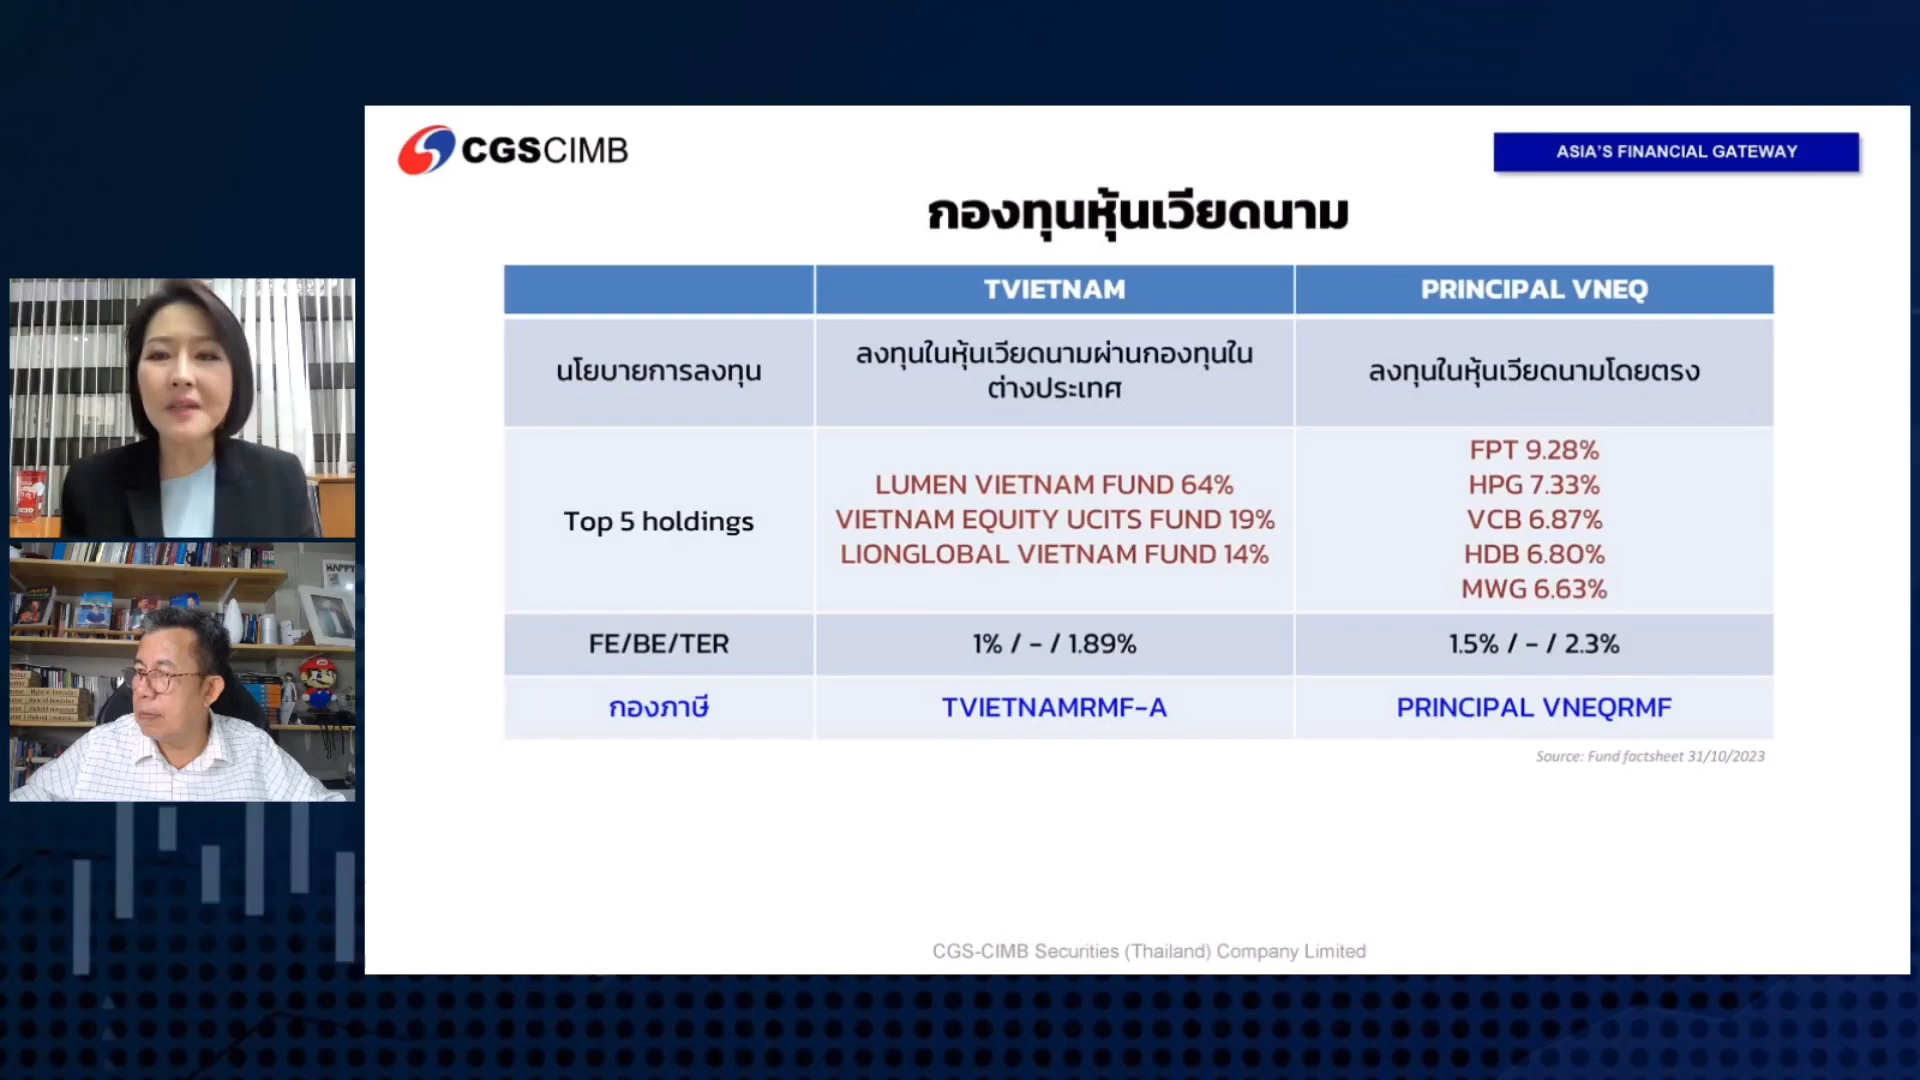 CGSCIMB
ASIA'S FINANCIAL GATEWAY
กองทุนหุ้นเวียดนาม
TVIETNAM
PRINCIPAL VNEQ
นโยบายการลงทุน
ลงทุนในหุ้นเวียดนามผ่านกองทุนใน
ต่างประเทศ
ลงทุนในหุ้นเวียดนามโดยตรง
Top 5 holdings
LUMEN VIETNAM FUND 64%
VIETNAM EQUITY UCITS FUND 19%
LIONGLOBAL VIETNAM FUND 14%
FPT 9.28%
HPG 7.33%
VCB 6.87%
HDB 6.80%
MWG 6.63%
FE/BE/TER
1% / - / 1.89%
1.5% / - / 2.3%
กองภาษี
TVIETNAMRMF-A
PRINCIPAL VNEQRMF
Source: Fund factsheet 31/10/2023
CGS-CIMB Securities (Thailand) Company Limited
HAPPY